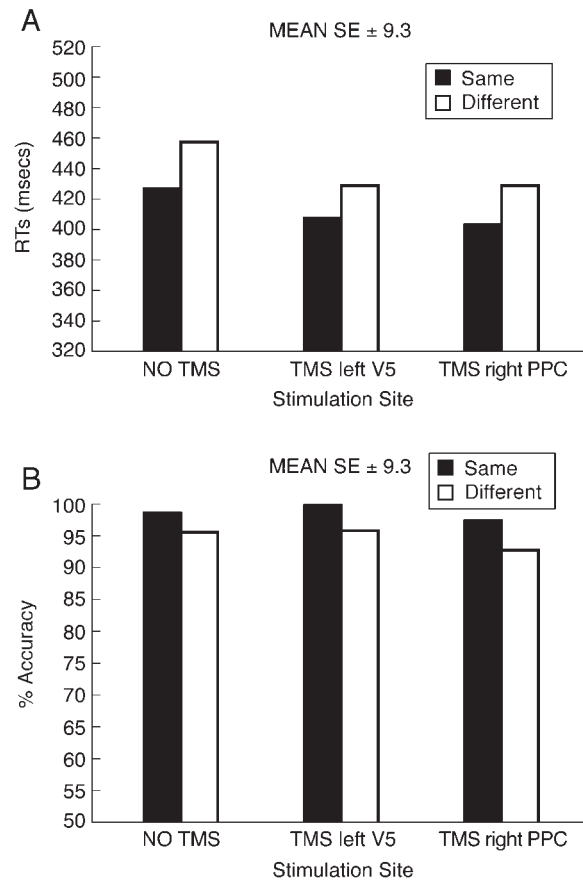 A
MEAN SE ± 9.3
Same
Different
RTs (msecs)
520
500
480
460
440
420
400
380
360
340
320
NO TMS TMS left V5 TMS right PPC
Stimulation Site
B
MEAN SE ± 9.3
Same
Different
% Accuracy
100
95
90
85
80
75
70
65
60
55
50
NO TMS TMS left V5 TMS right PPC
Stimulation Site